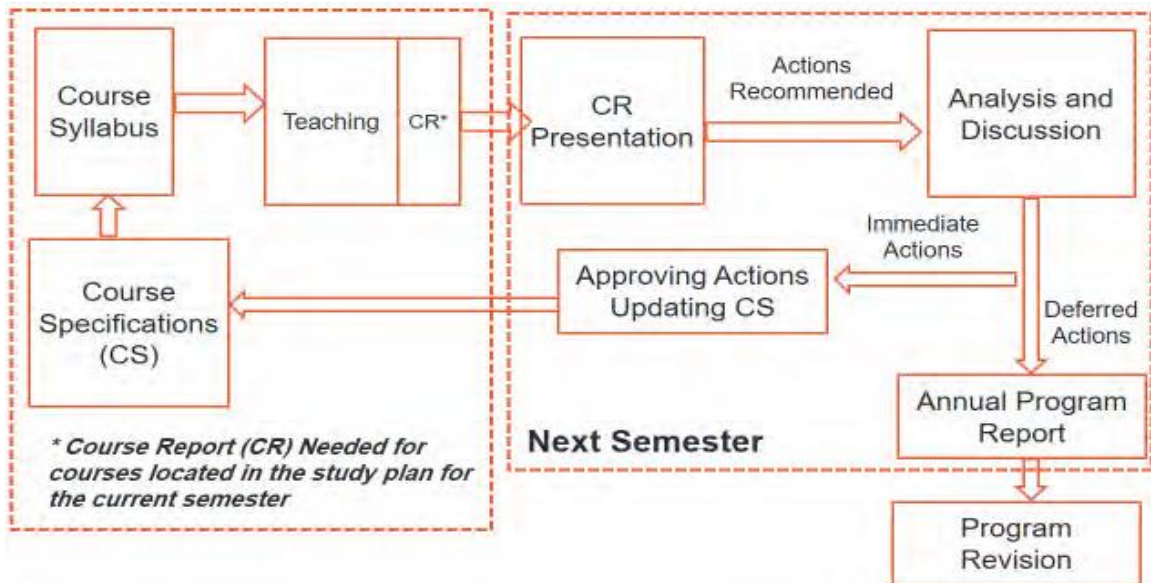 Course
Syllabus
Teaching
CR*
CR
Presentation
Actions
Recommended
Analysis and
Discussion
Immediate
Actions
Approving Actions
Updating CS
Course
Specifications
(CS)
Deferred
Actions
Annual Program
Report
* Course Report (CR) Needed for
courses located in the study plan for
the current semester
Next Semester
Program
Revision